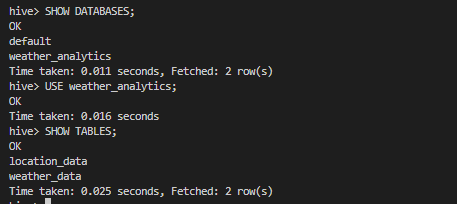 hive> SHOW DATABASES;
OK
default
weather_analytics
Time taken: 0.011 seconds, Fetched: 2 row(s)
hive> USE weather_analytics;
OK
Time taken: 0.016 seconds
hive> SHOW TABLES;
OK
location_data
weather_data
Time taken: 0.025 seconds, Fetched: 2 row(s)